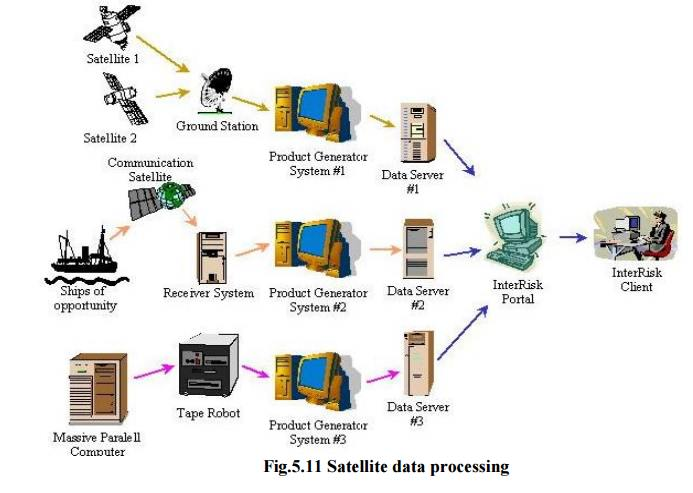 Satellite 1
Satellite 2
Ground Station
Product Generator
System #1
Data Server
#1
Communication
Satellite
Ships of
opportunity
Receiver System
Product Generator
System #2
Data Server
#2
InterRisk
Portal
InterRisk
Client
Massive Paralell
Computer
Tape Robot
Product Generator
System #3
Data Server
#3
Fig.5.11 Satellite data processing